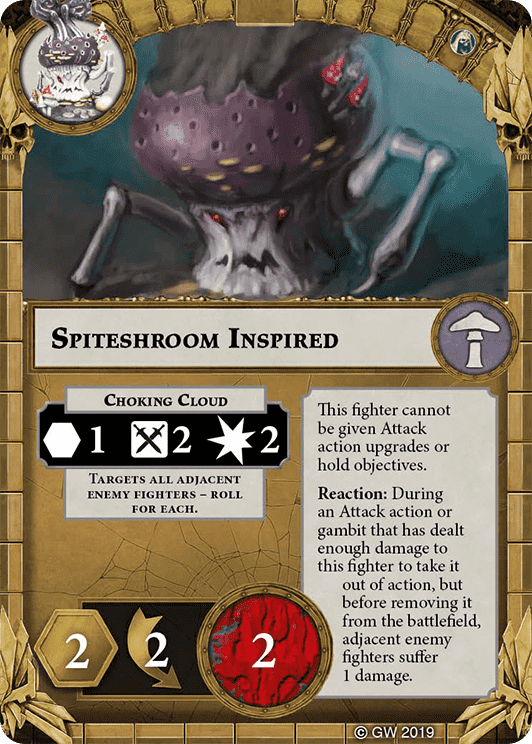 Spiteshroom Inspired
Choking Cloud
1 2 2
Targets all adjacent
enemy fighters – roll
for each.
This fighter cannot
be given Attack
action upgrades or
hold objectives.
Reaction: During
an Attack action or
gambit that has dealt
enough damage to
this fighter to take it
out of action, but
before removing it
from the battlefield,
adjacent enemy
fighters suffer
1 damage.
2 2 2
© GW 2019